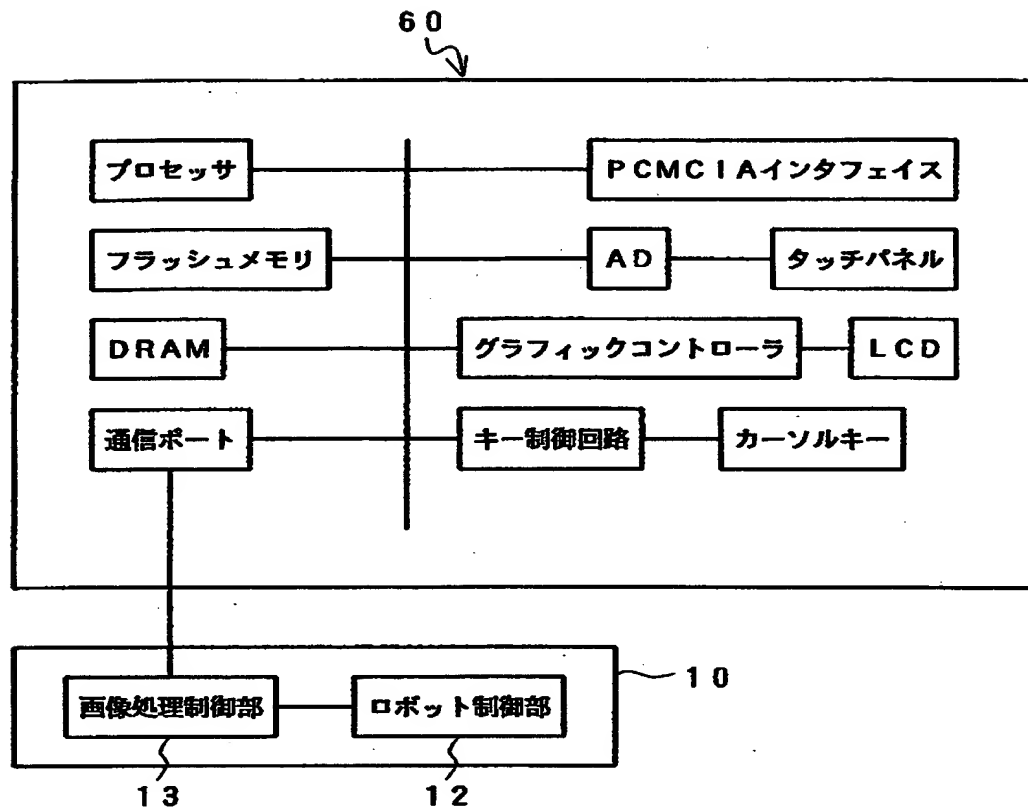 ６０
プロセッサ
ＰＣＭＣＩＡインタフェイス
フラッシュメモリ
ＡＤ
タッチパネル
ＤＲＡＭ
グラフィックコントローラ
ＬＣＤ
通信ポート
キー制御回路
カーソルキー
１０
画像処理制御部
ロボット制御部
１３
１２